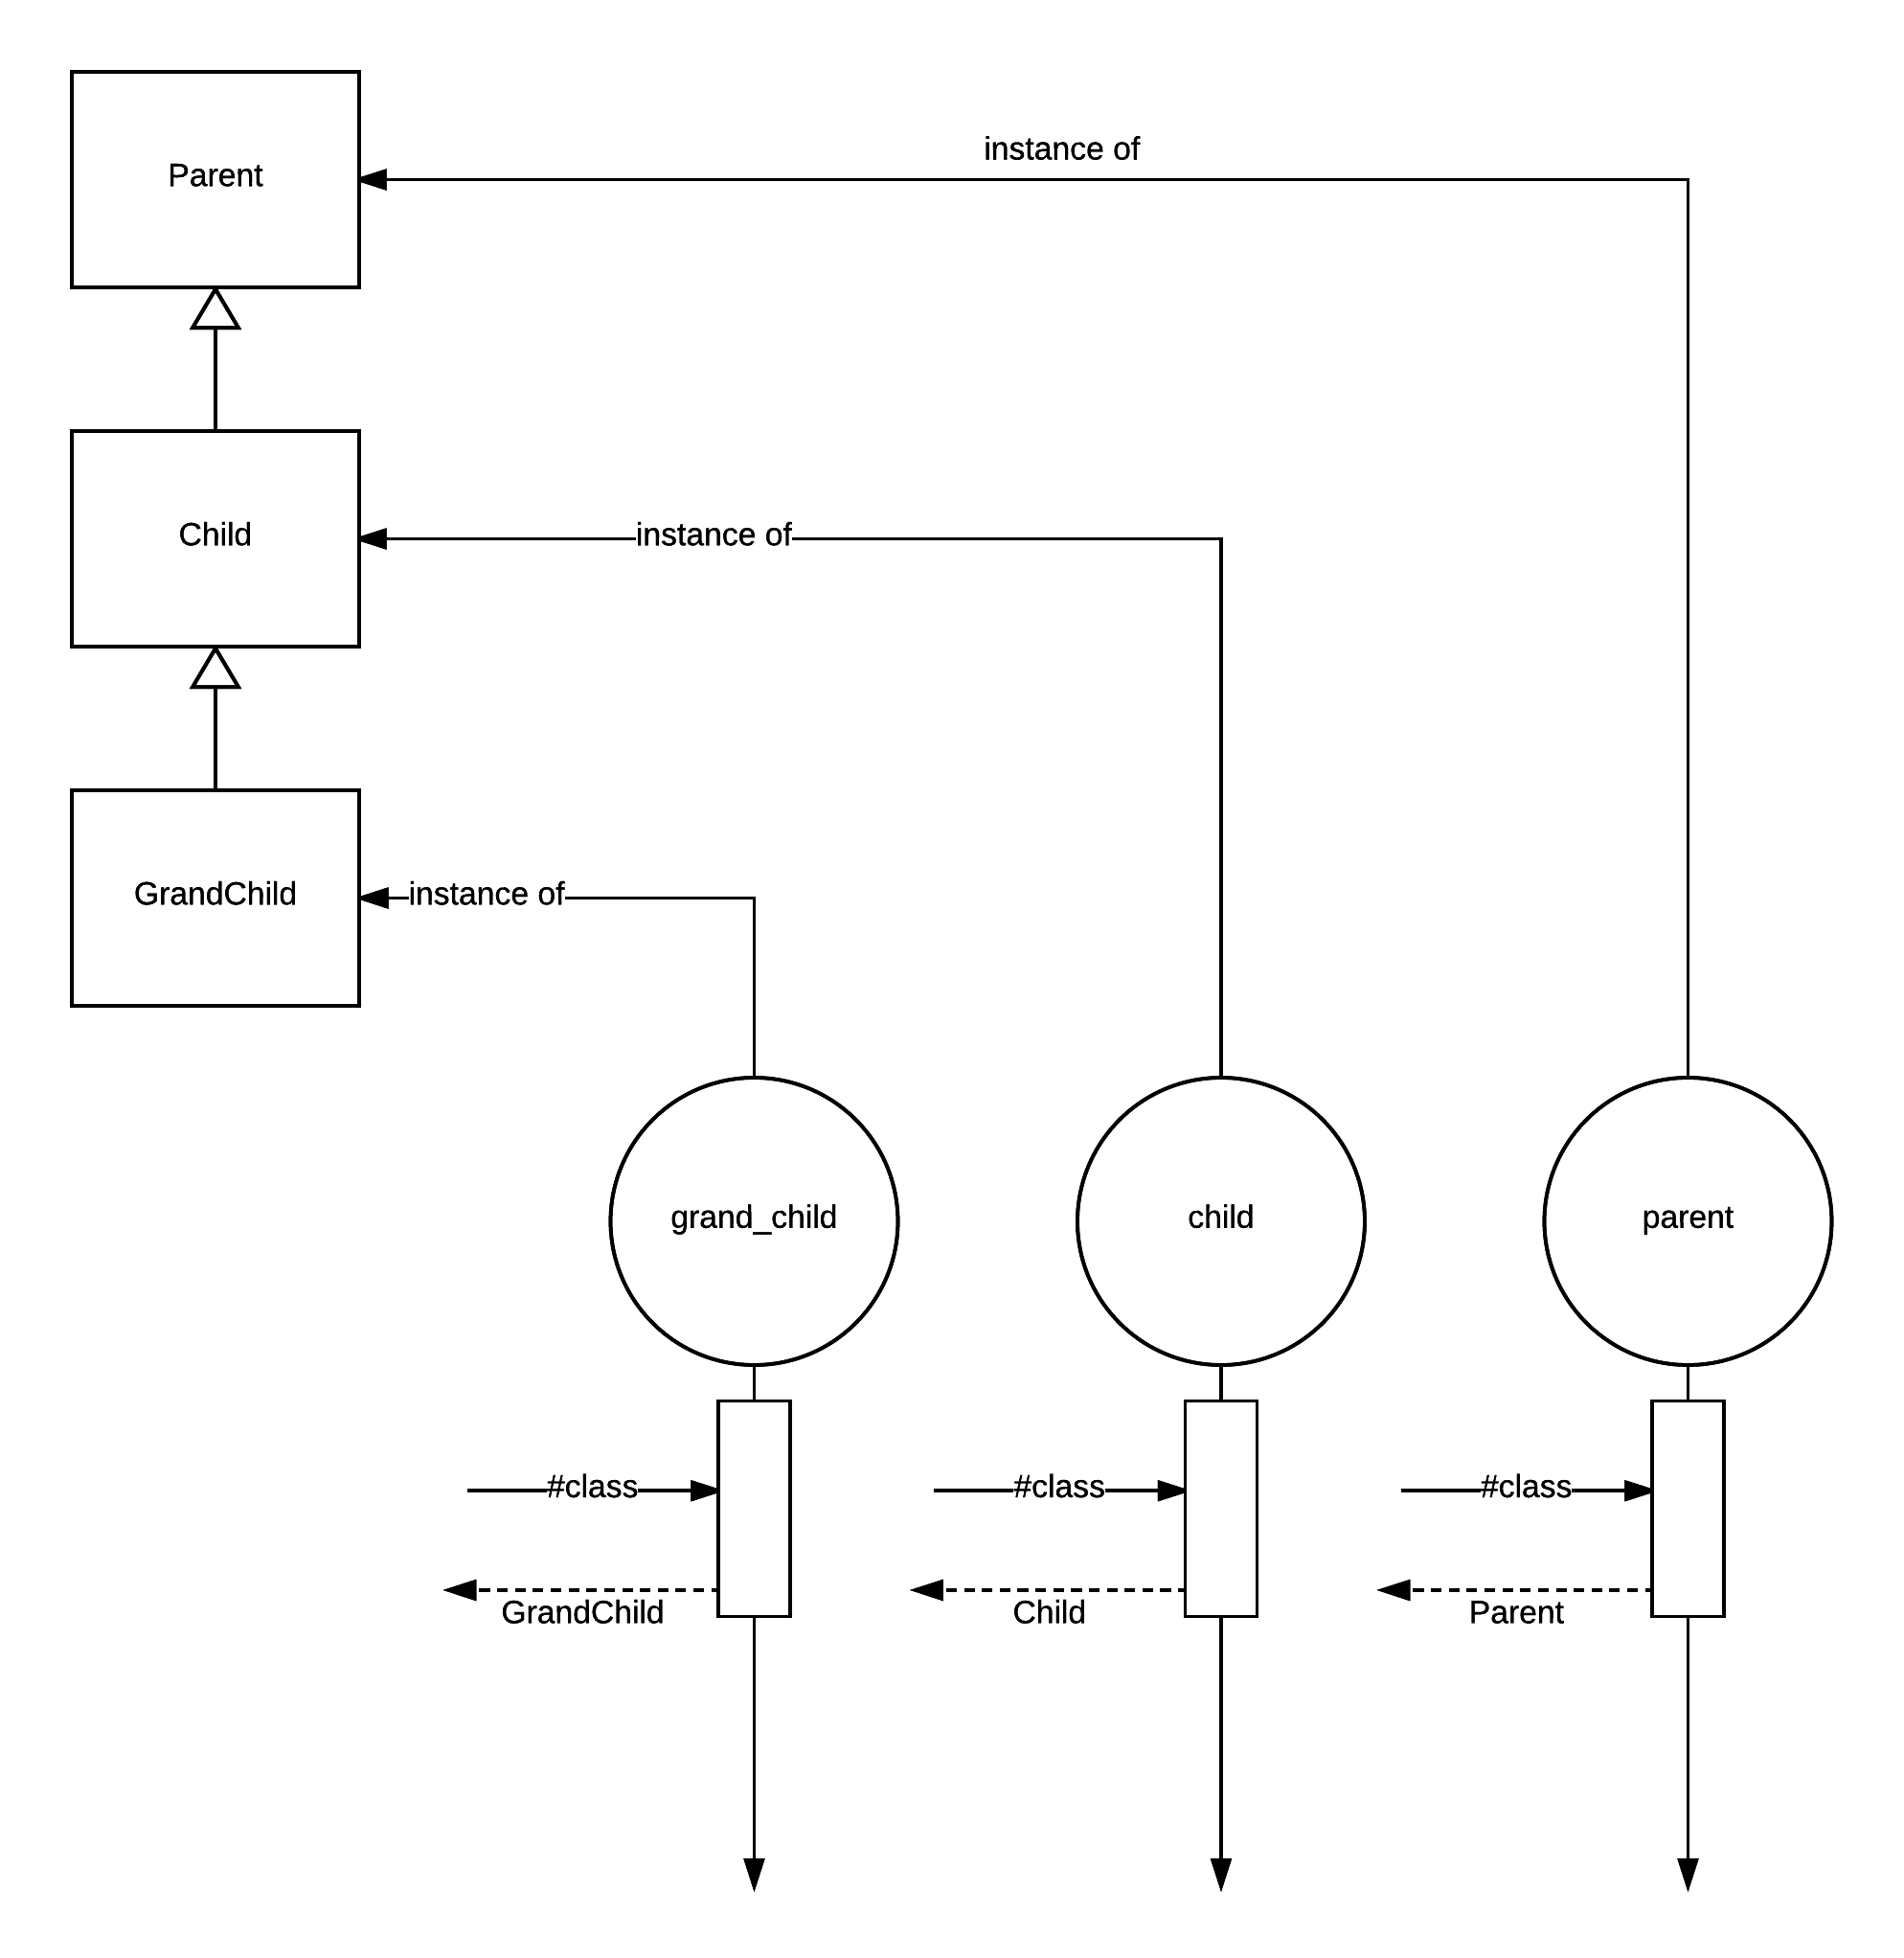 instance of
Parent
Child
instance of
GrandChild
instance of
grand_child
child
parent
#class
#class
#class
GrandChild
Child
Parent